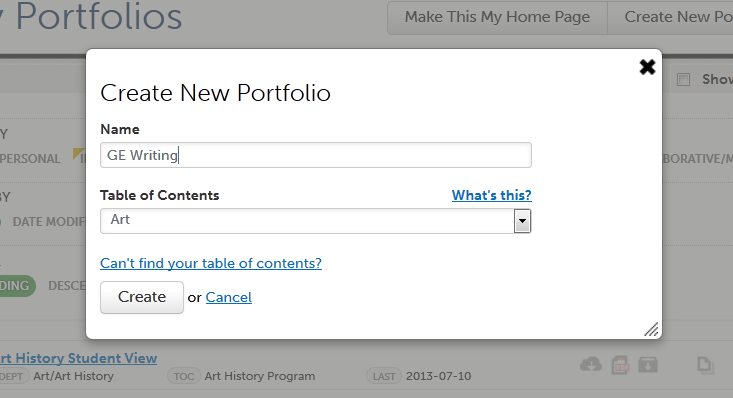 Portfolios
Make This My Home Page
Create New Po
Show
Create New Portfolio
Name
GE Writing
Table of Contents
What's this?
Art
Can't find your table of contents?
Create or Cancel
PERSONAL
BORATIVE/M
BY
DATE MODIF
DING
DESCE
rt History Student View
DEPT Art/Art History TOC Art History Program LAST 2013-07-10